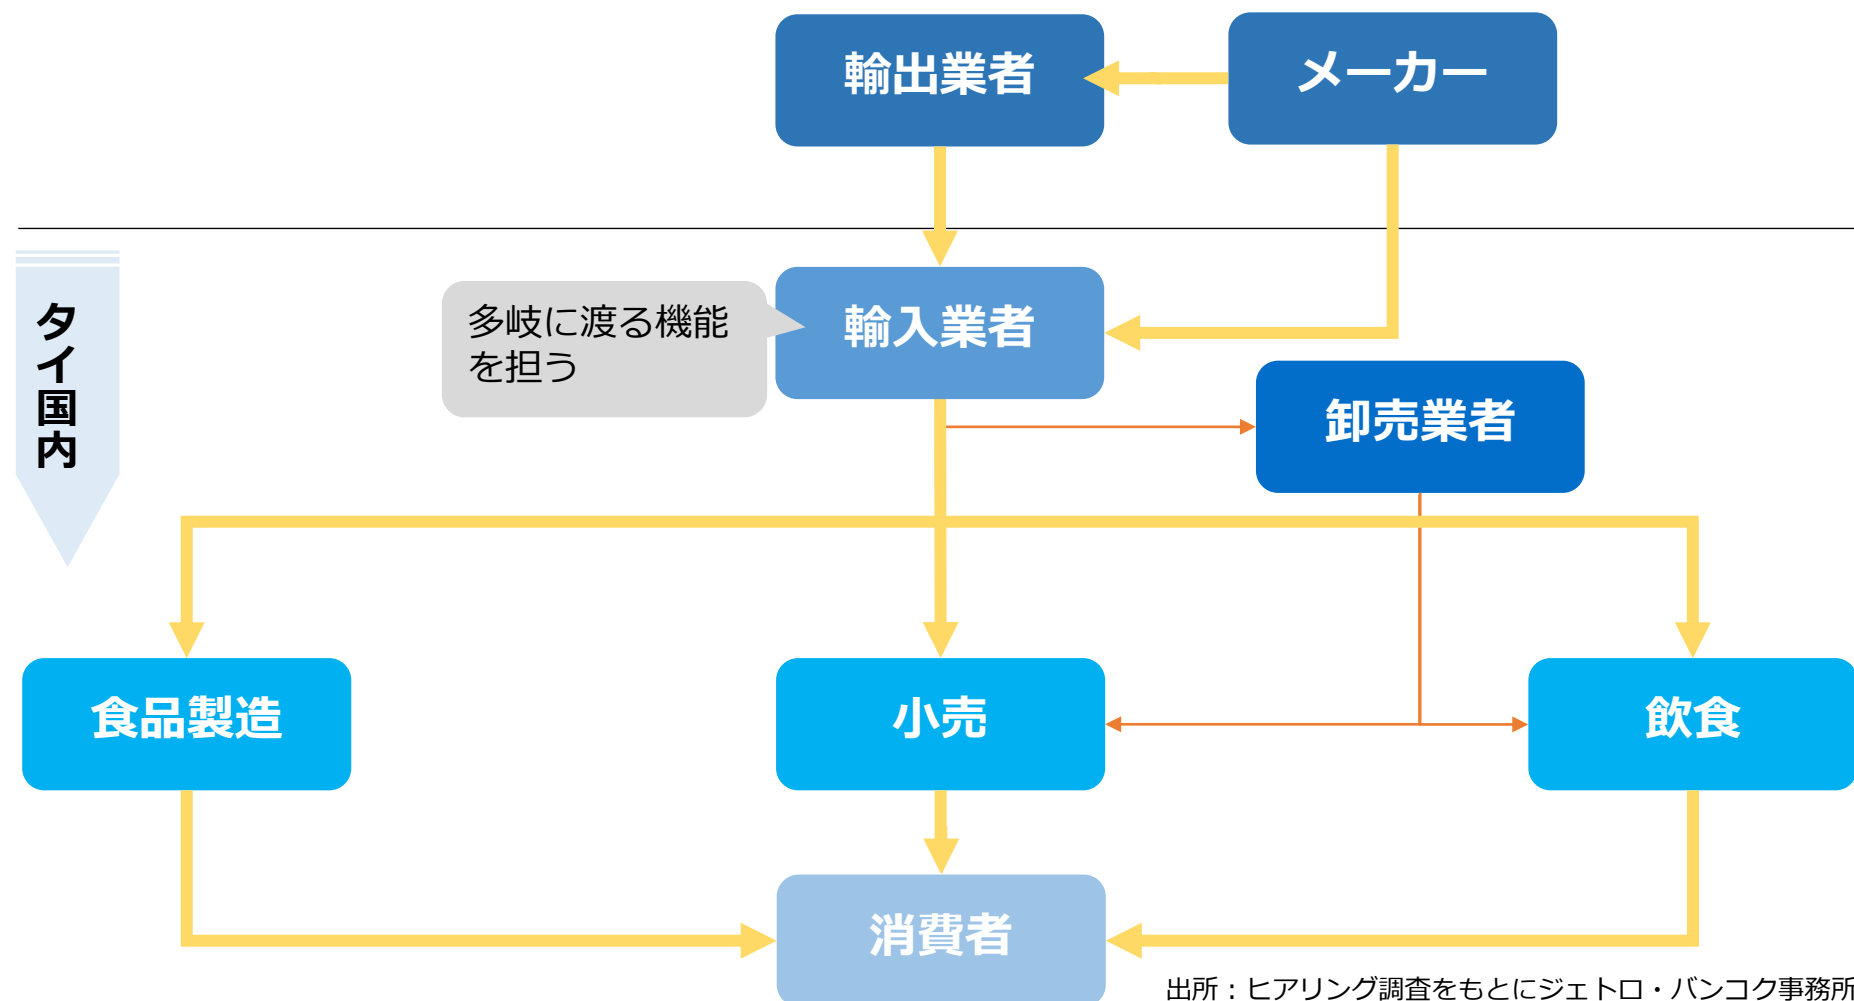 輸出業者
メーカー
タイ国内
多岐に渡る機能
を担う
輸入業者
卸売業者
食品製造
小売
飲食
消費者
出所：ヒアリング調査をもとにジェトロ・バンコク事務所